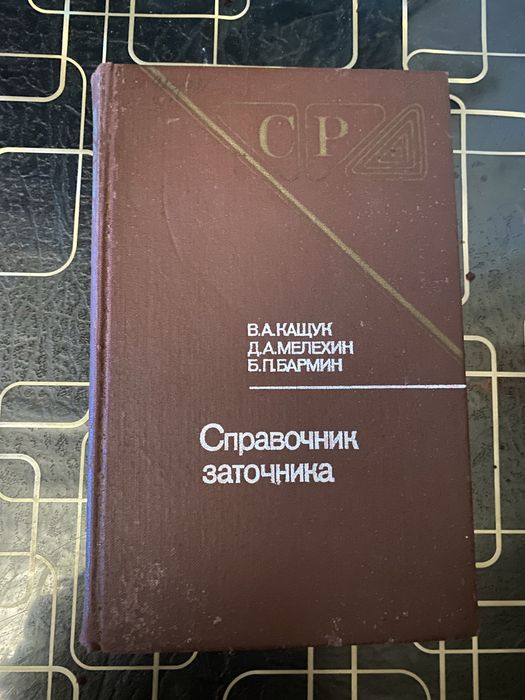 СР
В.А.КАЩУК
Д.А.МЕЛЕХИН
Б.П.БАРМИН
Справочник
заточника